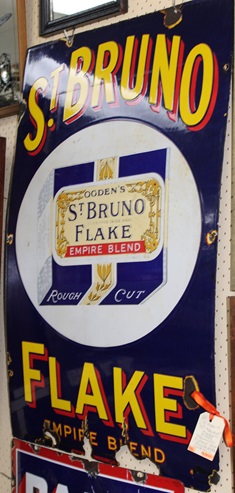 ST BRUNO
OGDEN'S
ST BRUNO
FLAKE
EMPIRE BLEND
ROUGH CUT
FLAKE
EMPIRE BLEND